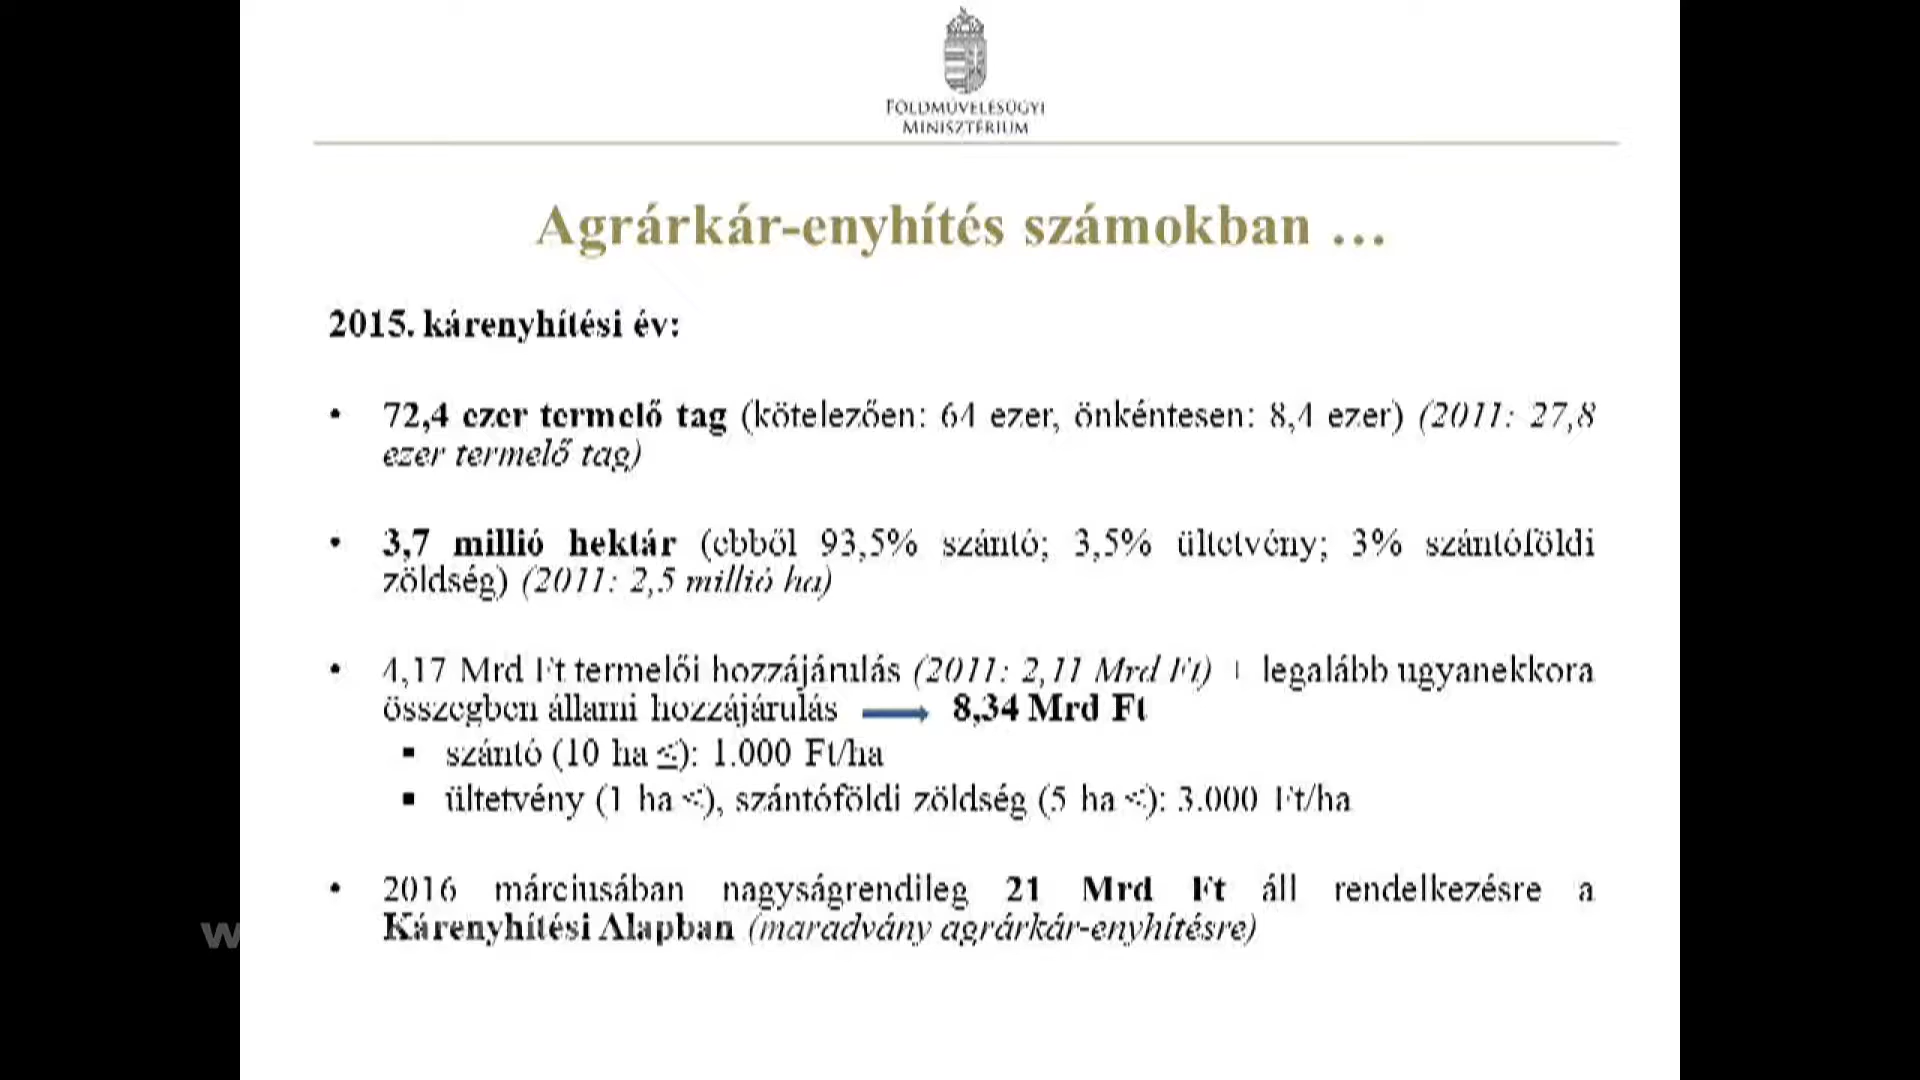 FÖLDMŰVELÉSÜGYI
MINISZTÉRIUM
Agrárkár-enyhítés számokban …
2015. kárenyhítési év:
• 72,4 ezer termelő tag (kötelezően: 64 ezer, önkéntesen: 8,4 ezer) (2011: 27,8
ezer termelő tag)
• 3,7 millió hektár (ebből 93,5% szántó; 3,5% ültetvény; 3% szántóföldi
zöldség) (2011: 2,5 millió ha)
• 4,17 Mrd Ft termelői hozzájárulás (2011: 2,11 Mrd Ft) + legalább ugyanekkora
összegben állami hozzájárulás → 8,34 Mrd Ft
▪ szántó (10 ha ≤): 1.000 Ft/ha
▪ ültetvény (1 ha ≤), szántóföldi zöldség (5 ha ≤): 3.000 Ft/ha
• 2016 márciusában nagyságrendileg 21 Mrd Ft áll rendelkezésre a
Kárenyhítési Alapban (maradvány agrárkár-enyhítésre)